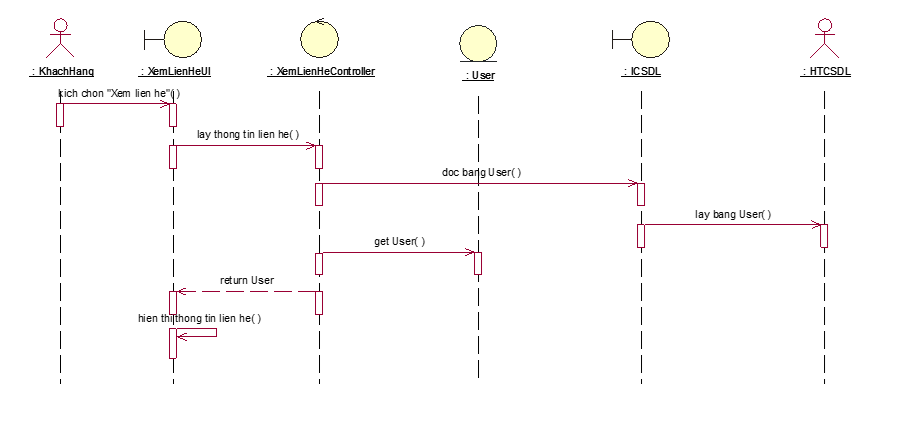 : KhachHang
: XemLienHeUI
: XemLienHeController
: User
: ICSDL
: HTCSDL
kich chon "Xem lien he"( )
lay thong tin lien he( )
doc bang User( )
lay bang User( )
get User( )
return User
hien thi thong tin lien he( )